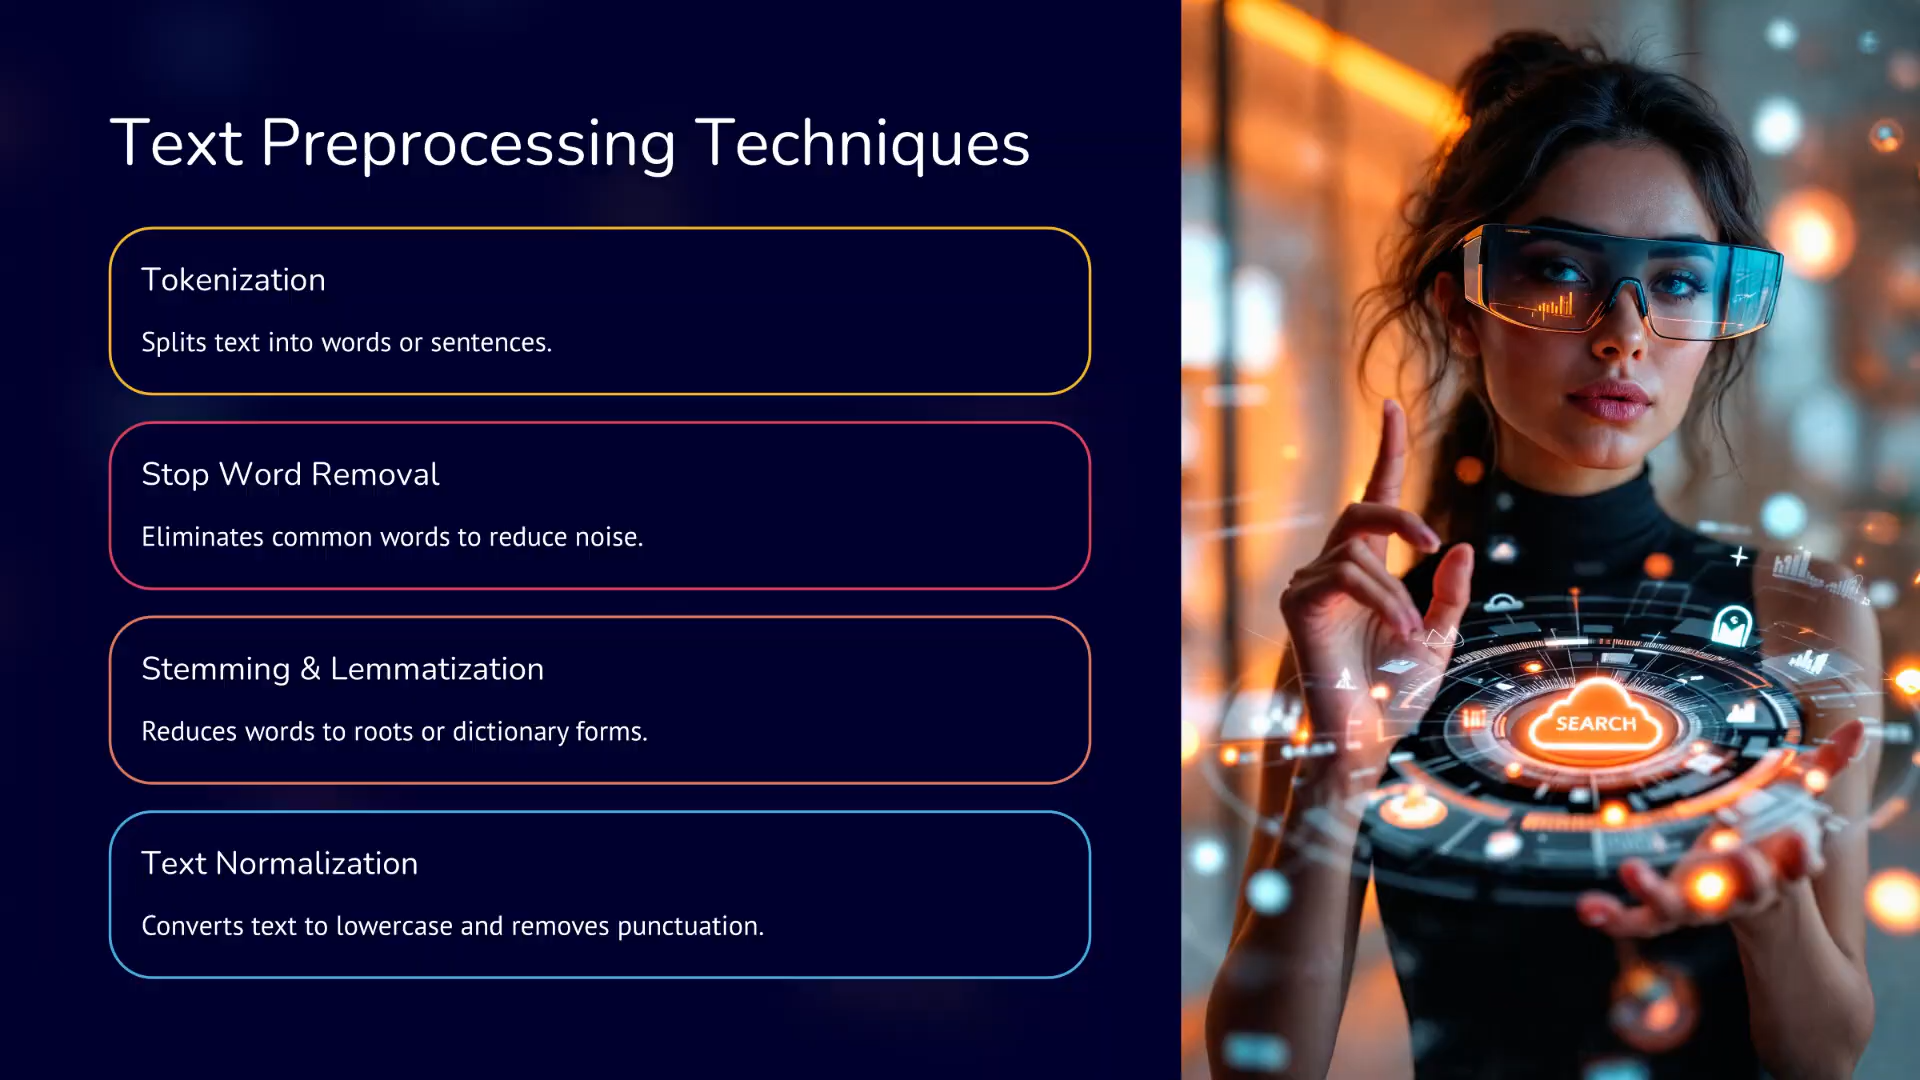 Text Preprocessing Techniques
Tokenization
Splits text into words or sentences.
Stop Word Removal
Eliminates common words to reduce noise.
Stemming & Lemmatization
Reduces words to roots or dictionary forms.
Text Normalization
Converts text to lowercase and removes punctuation.
SEARCH